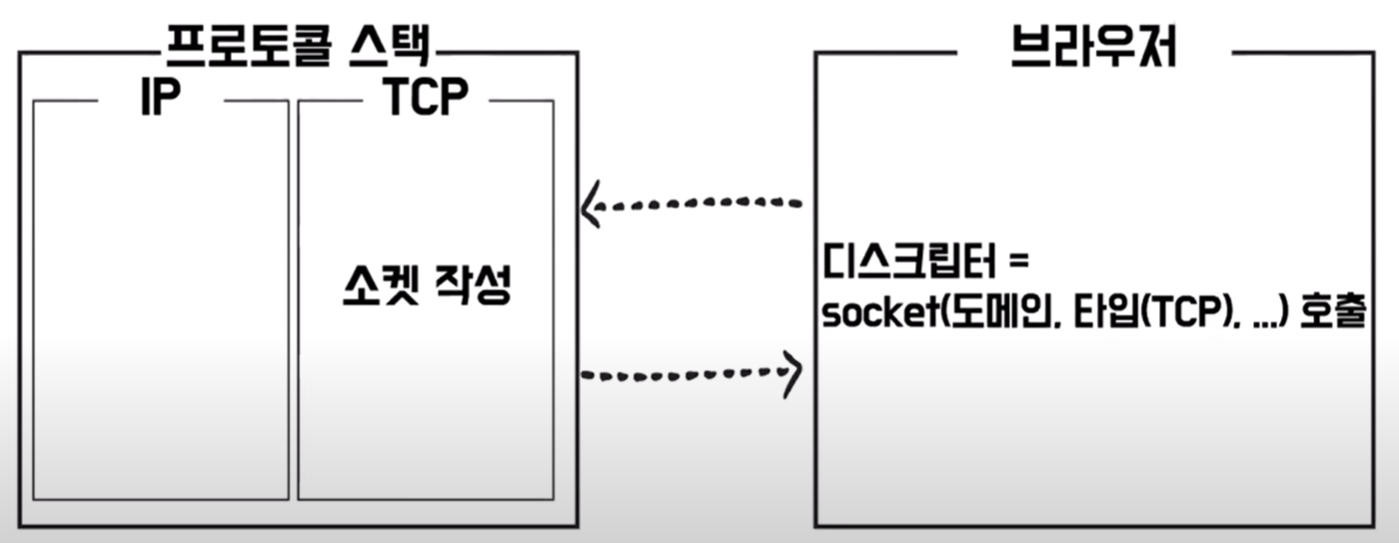 프로토콜 스택
IP
TCP
소켓 작성
브라우저
디스크립터 =
socket(도메인, 타입(TCP), ...) 호출